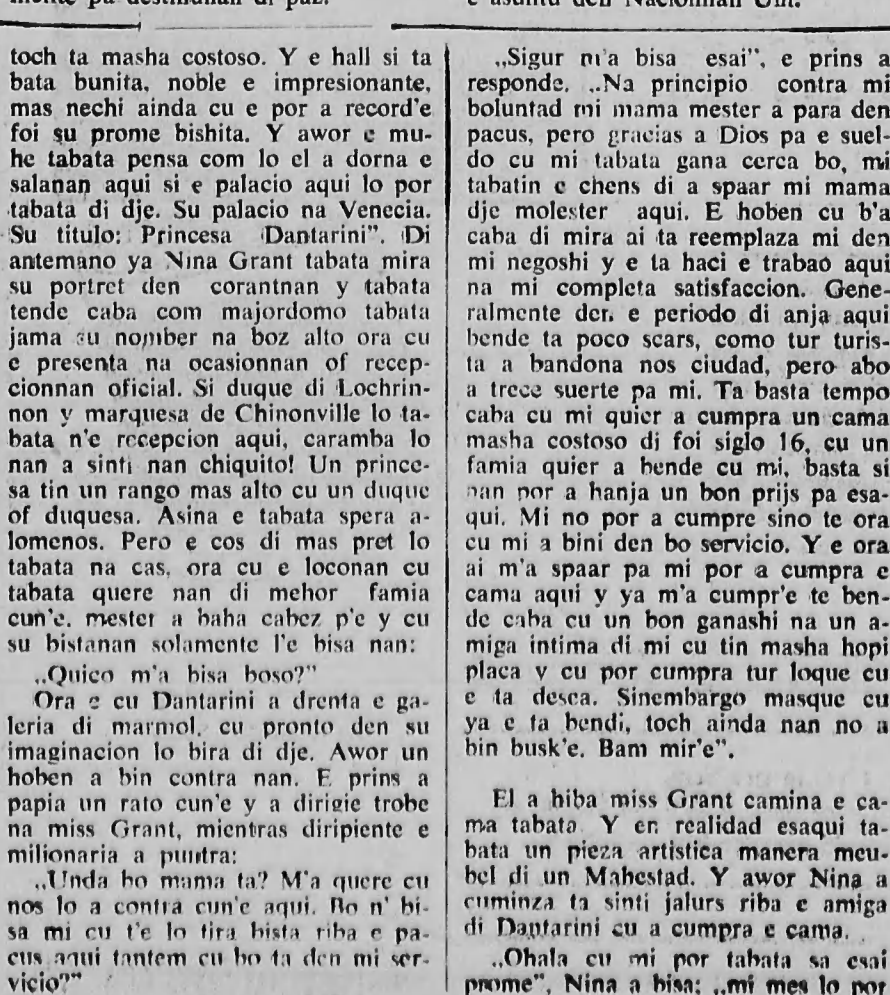 toch ta masha costoso. Y e hall si ta
bata bunita, noble e impresionante,
mas nechi ainda cu e por a record'e
foi su prome bishita. Y awor e mu-
he tabata pensa com lo el a dorna e
salanan aqui si e palacio aqui lo por
tabata di dje. Su palacio na Venecia.
Su titulo: Princesa Dantarini". Di
antemano ya Nina Grant tabata mira
su portret den corantnan y tabata
tende caba com majordomo tabata
jama su nomber na boz alto ora cu
e presenta na ocasionnan of recep-
cionnan oficial. Si duque di Lochrin-
non y marquesa de Chinonville lo ta-
bata n'e recepcion aqui, caramba lo
nan a sinti nan chiquito! Un prince-
sa tin un rango mas alto cu un duque
of duquesa. Asina e tabata spera a-
lomenos. Pero e cos di mas pret lo
tabata na cas, ora cu e loconan cu
tabata quere nan di mehor famia
cun'e, mester a baha cabez p'e y cu
su bistanan solamente l'e bisa nan:
„Quico m'a bisa boso?"
Ora e cu Dantarini a drenta e ga-
leria di marmol, cu pronto den su
imaginacion lo bira di dje. Awor un
hoben a bin contra nan. E prins a
papia un rato cun'e y a dirigie trobe
na miss Grant, mientras diripiente e
milionaria a puntra:
„Unda bo mama ta? M'a quere cu
nos lo a contra cun'e aqui. Bo n' bi-
sa mi cu t'e lo tira bista riba e pa-
cus aqui tantem cu bo ta den mi ser-
vicio?"
„Sigur m'a bisa esai", e prins a
responde. „Na principio contra mi
boluntad mi mama mester a para den
pacus, pero gracias a Dios pa e suel-
do cu mi tabata gana cerca bo, mi
tabatin e chens di a spaar mi mama
dje molester aqui. E hoben cu b'a
caba di mira ai ta reemplaza mi den
mi negoshi y e ta haci e trabao aqui
na mi completa satisfaccion. Gene-
ralmente den e periodo di anja aqui
bende ta poco scars, como tur turis-
ta a bandona nos ciudad, pero abo
a trece suerte pa mi. Ta basta tempo
caba cu mi quier a cumpra un cama
masha costoso di foi siglo 16, cu un
famia quier a bende cu mi, basta si
nan por a hanja un bon prijs pa esa-
qui. Mi no por a cumpre sino te ora
cu mi a bini den bo servicio. Y e ora
ai m'a spaar pa mi por a cumpra e
cama aqui y ya m'a cumpr'e te ben-
de caba cu un bon ganashi na un a-
miga intima di mi cu tin masha hopi
placa y cu por cumpra tur loque cu
e ta desea. Sinembargo masque cu
ya e ta bendi, toch ainda nan no a
bin busk'e. Bam mir'e".
El a hiba miss Grant camina e ca-
ma tabata Y en realidad esaqui ta-
bata un pieza artistica manera meu-
bel di un Mahestad. Y awor Nina a
cuminza ta sinti jalurs riba e amiga
di Dantarini cu a cumpra e cama.
„Ohala cu mi por tabata sa esai
prome", Nina a bisa; „mi mes lo por